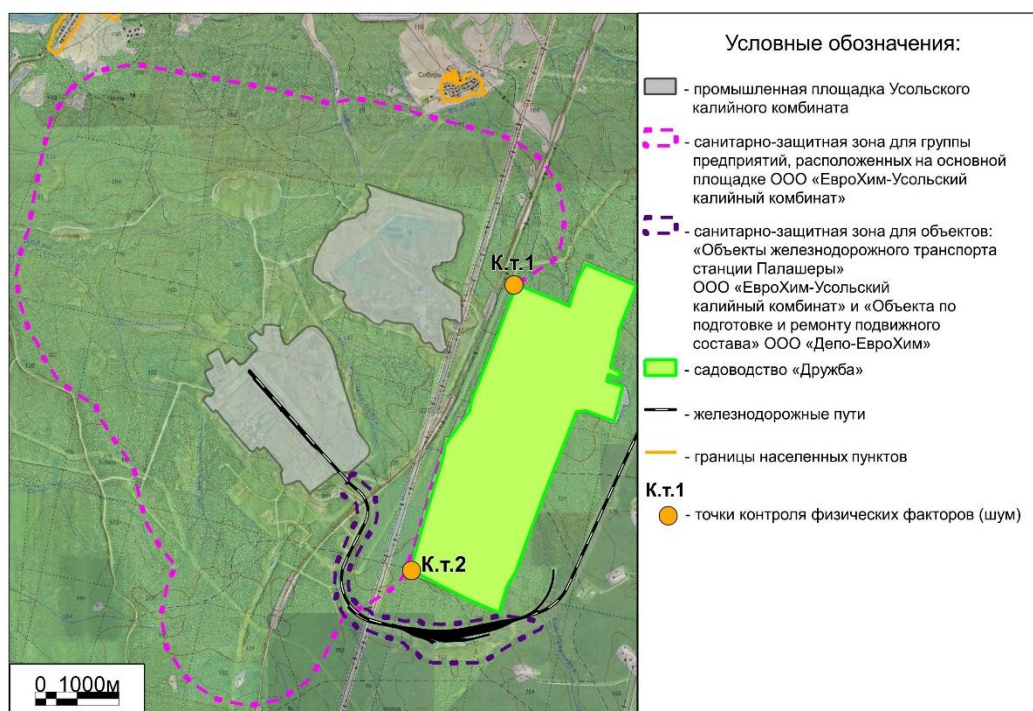 Условные обозначения:
- промышленная площадка Усольского
калийного комбината
- санитарно-защитная зона для группы
предприятий, расположенных на основной
площадке ООО «ЕвроХим-Усольский
калийный комбинат»
- санитарно-защитная зона для объектов:
«Объекты железнодорожного транспорта
станции Палашеры»
ООО «ЕвроХим-Усольский
калийный комбинат» и «Объекта по
подготовке и ремонту подвижного
состава» ООО «Депо-ЕвроХим»
- садоводство «Дружба»
- железнодорожные пути
- границы населенных пунктов
К.т.1
- точки контроля физических факторов (шум)
Сибирь
К.т.1
К.т.2
0 1000м